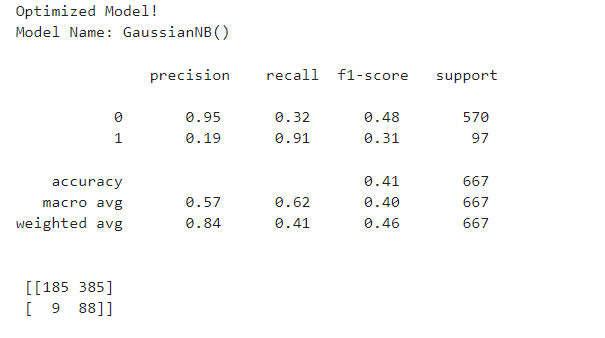 Optimized Model!
Model Name: GaussianNB()
precision recall f1-score support
0 0.95 0.32 0.48 570
1 0.19 0.91 0.31 97
accuracy 0.41 667
macro avg 0.57 0.62 0.40 667
weighted avg 0.84 0.41 0.46 667
[[185 385]
[ 9 88]]